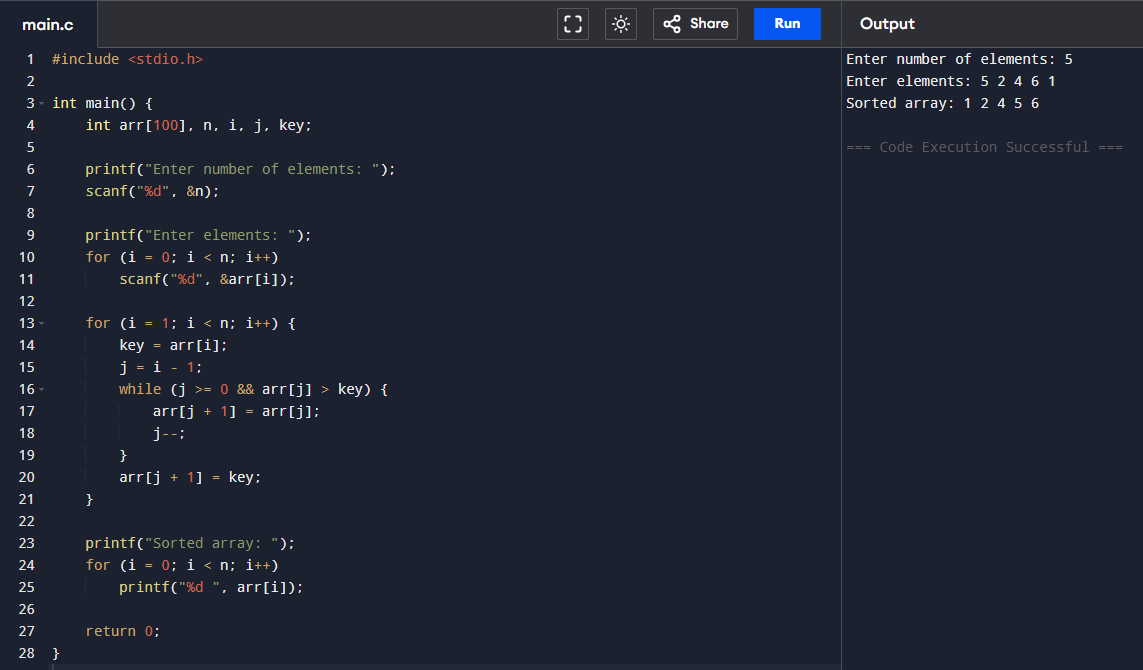 main.c
Share
Run
Output
1 #include <stdio.h>
2
3 int main() {
4     int arr[100], n, i, j, key;
5
6     printf("Enter number of elements: ");
7     scanf("%d", &n);
8
9     printf("Enter elements: ");
10     for (i = 0; i < n; i++)
11         scanf("%d", &arr[i]);
12
13     for (i = 1; i < n; i++) {
14         key = arr[i];
15         j = i - 1;
16         while (j >= 0 && arr[j] > key) {
17             arr[j + 1] = arr[j];
18             j--;
19         }
20         arr[j + 1] = key;
21     }
22
23     printf("Sorted array: ");
24     for (i = 0; i < n; i++)
25         printf("%d ", arr[i]);
26
27     return 0;
28 }
Enter number of elements: 5
Enter elements: 5 2 4 6 1
Sorted array: 1 2 4 5 6
=== Code Execution Successful ===